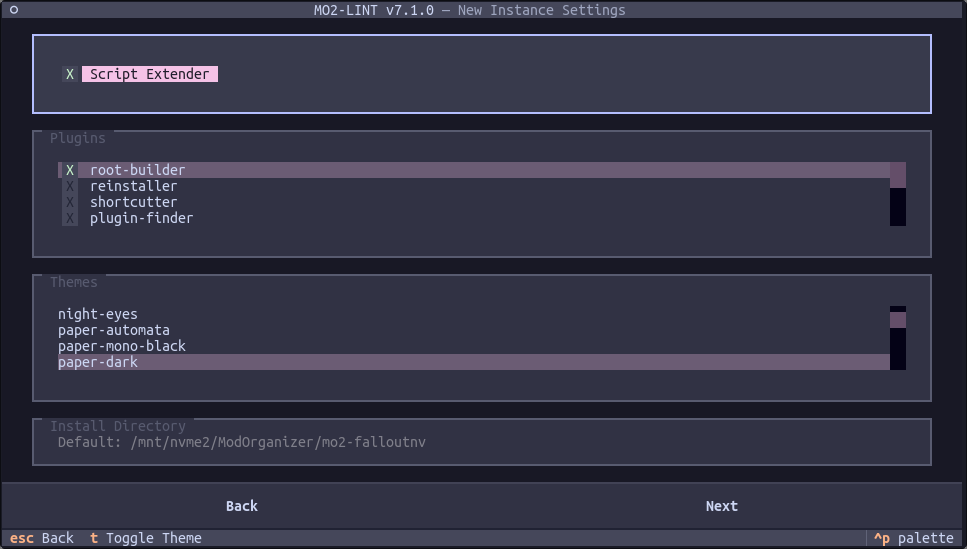 MO2-LINT v7.1.0 — New Instance Settings
X Script Extender
Plugins
X root-builder
X reinstaller
X shortcutter
X plugin-finder
Themes
night-eyes
paper-automata
paper-mono-black
paper-dark
Install Directory
Default: /mnt/nvme2/ModOrganizer/mo2-falloutnv
Back Next
esc Back t Toggle Theme ^p palette